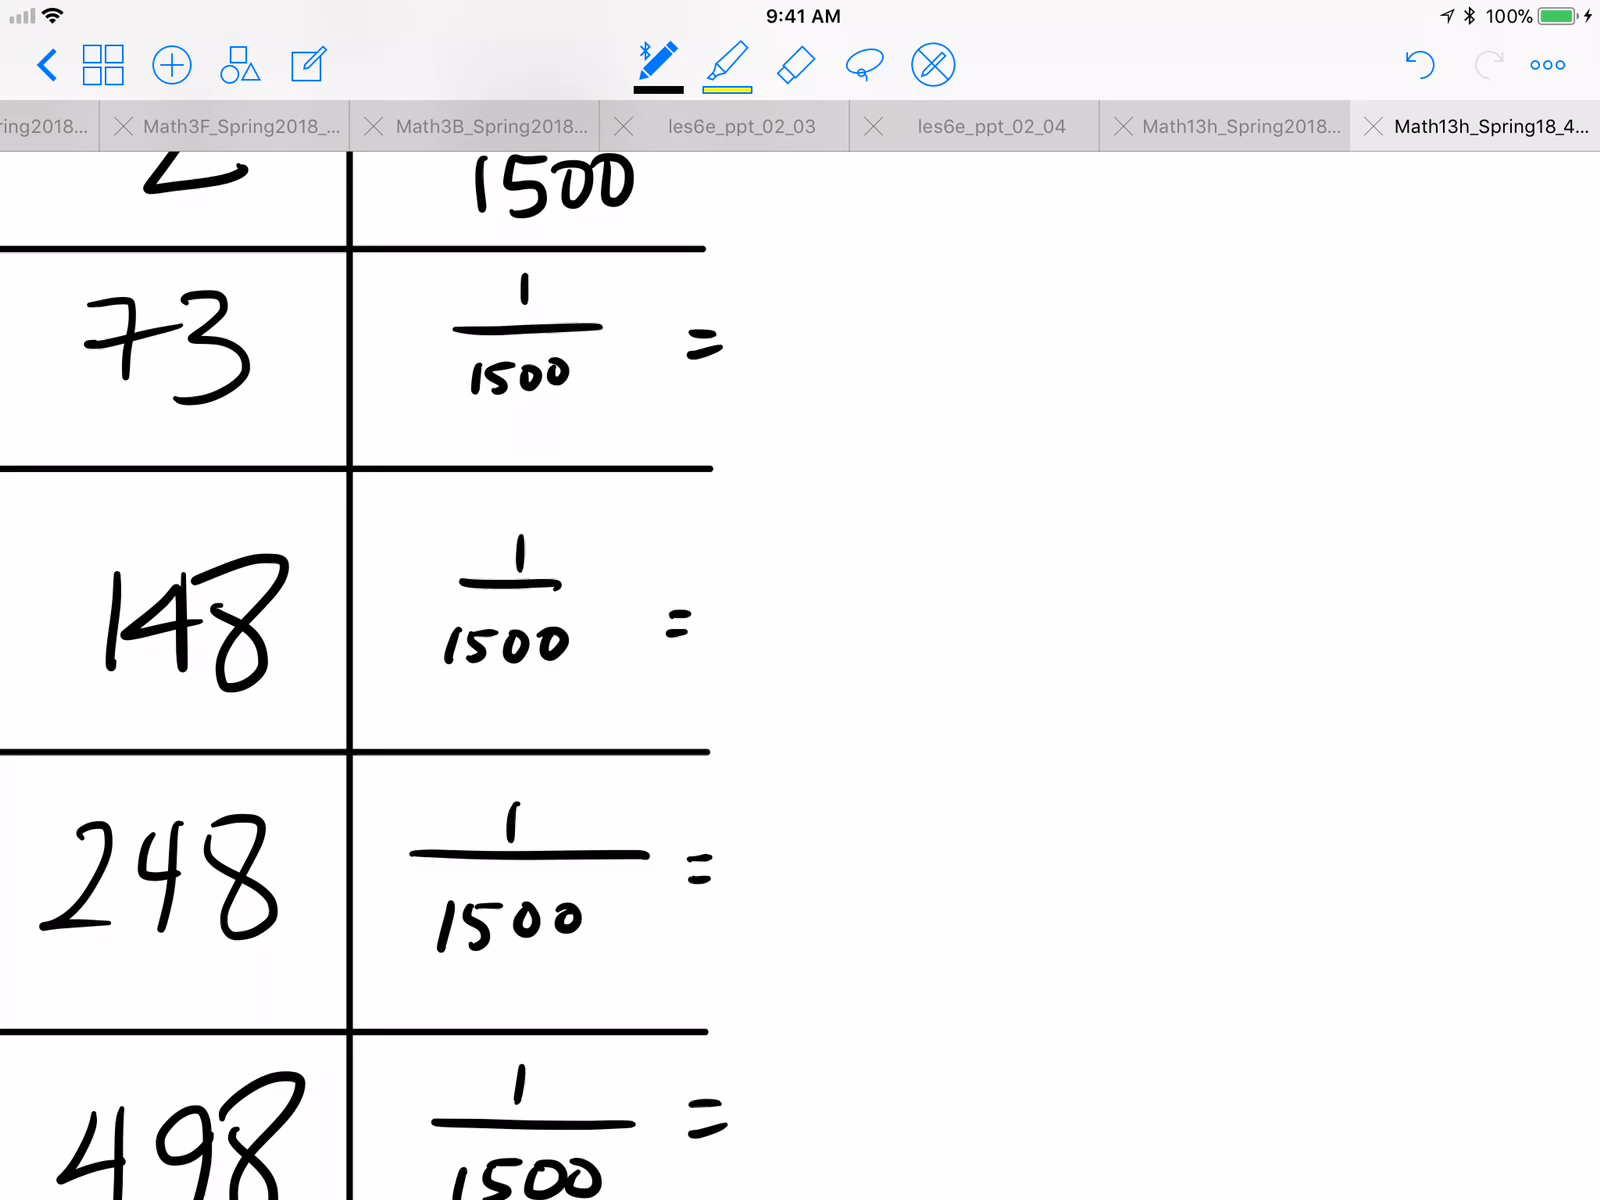 9:41 AM
100%
ring2018...
Math3F_Spring2018_...
Math3B_Spring2018...
les6e_ppt_02_03
les6e_ppt_02_04
Math13h_Spring2018...
Math13h_Spring18_4...
2 1500
73 1/1500 =
148 1/1500 =
248 1/1500 =
498 1/1500 =